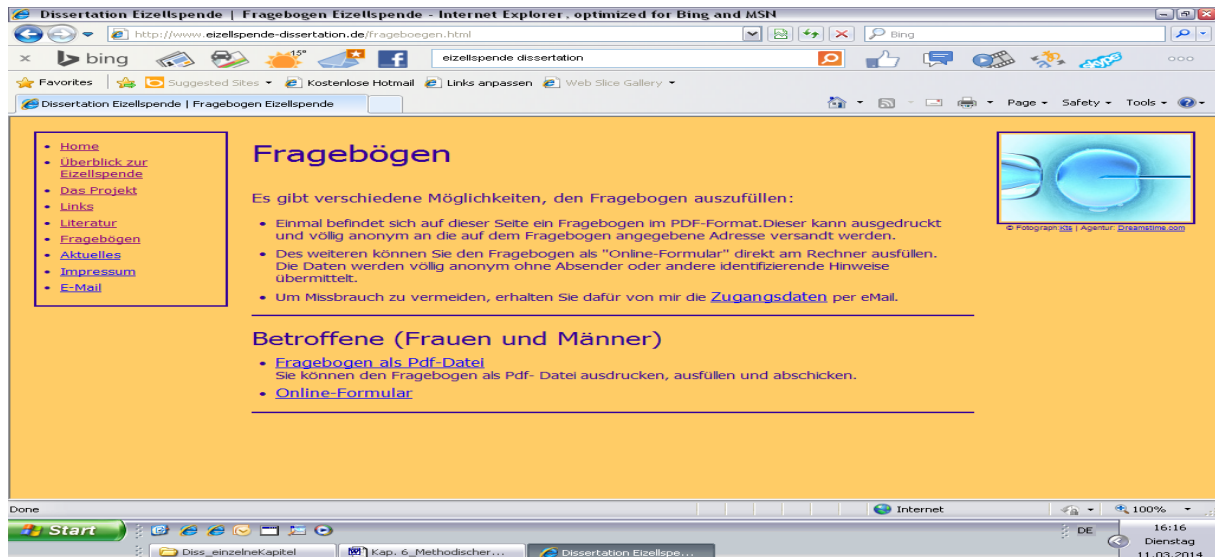 Dissertation Eizellspende | Fragebogen Eizellspende - Internet Explorer, optimized for Bing and MSN
http://www.eizellspende-dissertation.de/frageboegen.html
Bing
bing
15°
eizellspende dissertation
Favorites
Suggested Sites
Kostenlose Hotmail
Links anpassen
Web Slice Gallery
Dissertation Eizellspende | Fragebogen Eizellspende
Page
Safety
Tools
Home
Überblick zur
Eizellspende
Das Projekt
Links
Literatur
Fragebögen
Aktuelles
Impressum
E-Mail
Fragebögen
Es gibt verschiedene Möglichkeiten, den Fragebogen auszufüllen:
Einmal befindet sich auf dieser Seite ein Fragebogen im PDF-Format.Dieser kann ausgedruckt
und völlig anonym an die auf dem Fragebogen angegebene Adresse versandt werden.
Des weiteren können Sie den Fragebogen als "Online-Formular" direkt am Rechner ausfüllen.
Die Daten werden völlig anonym ohne Absender oder andere identifizierende Hinweise
übermittelt.
Um Missbrauch zu vermeiden, erhalten Sie dafür von mir die Zugangsdaten per eMail.
Betroffene (Frauen und Männer)
Fragebogen als Pdf-Datei
Sie können den Fragebogen als Pdf- Datei ausdrucken, ausfüllen und abschicken.
Online-Formular
© Fotograph: | Agentur: Dreamstime.com
Done
Internet
100%
Start
DE
16:16
Dienstag
11.03.2014
Diss_einzelneKapitel
Kap. 6_Methodischer...
Dissertation Eizellspe...